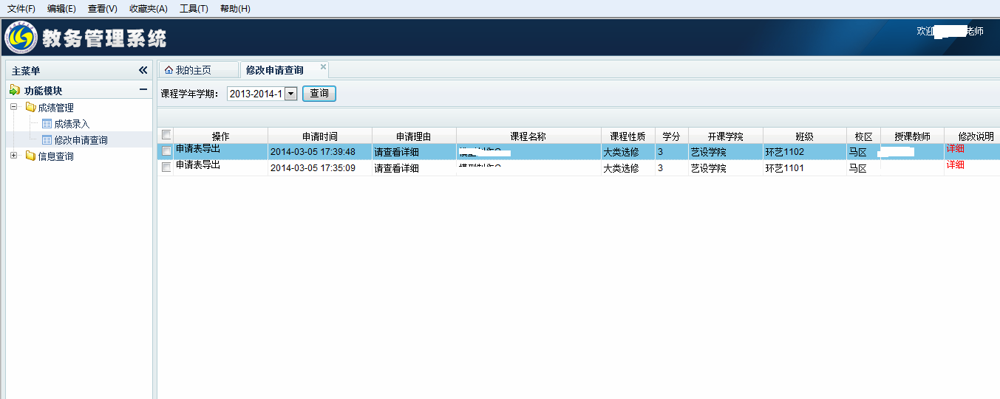 文件(F) 编辑(E) 查看(V) 收藏夹(A) 工具(T) 帮助(H)
教务管理系统
欢迎 老师
主菜单
功能模块
成绩管理
成绩录入
修改申请查询
信息查询
我的主页 修改申请查询
课程学年学期: 2013-2014-1 查询
操作 申请时间 申请理由 课程名称 课程性质 学分 开课学院 班级 校区 授课教师 修改说明
申请表导出 2014-03-05 17:39:48 请查看详细 大类选修 3 艺设学院 环艺1102 马区 详细
申请表导出 2014-03-05 17:35:09 请查看详细 大类选修 3 艺设学院 环艺1101 马区 详细